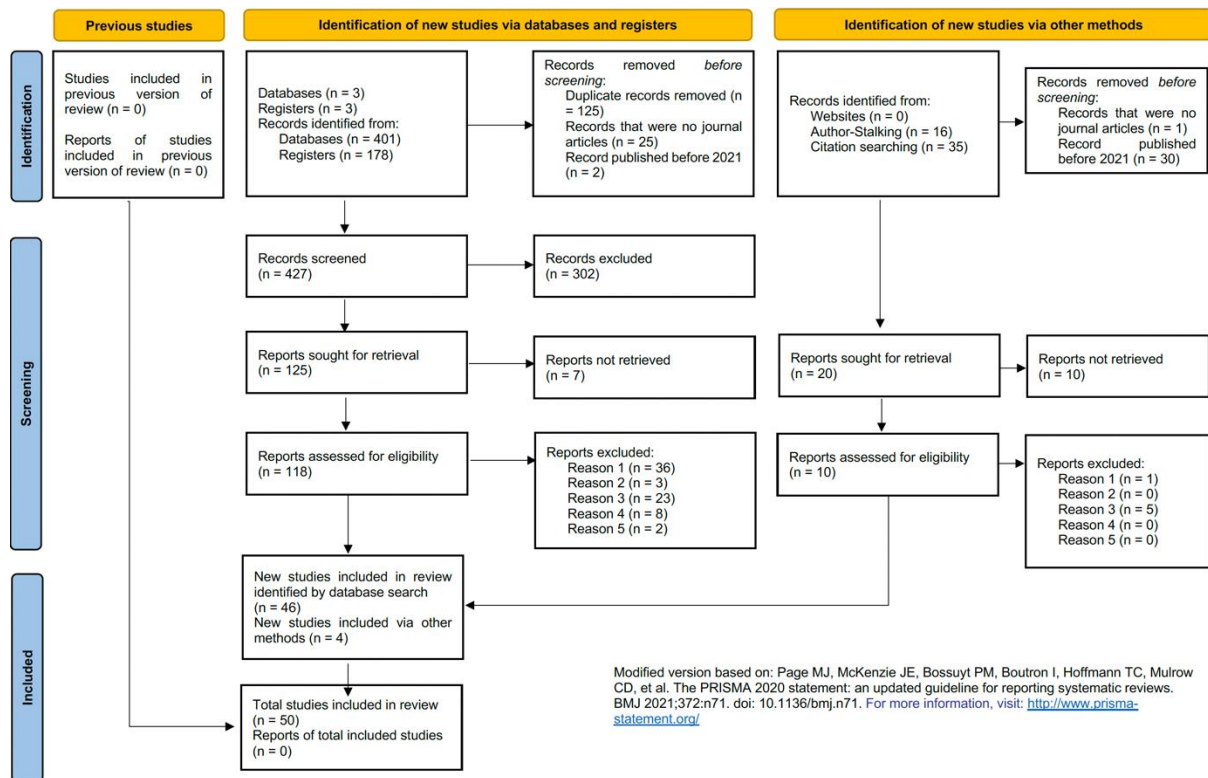 Previous studies
Identification of new studies via databases and registers
Identification of new studies via other methods
Identification
Studies included in
previous version of
review (n = 0)
Reports of studies
included in previous
version of review (n = 0)
Databases (n = 3)
Registers (n = 3)
Records identified from:
Databases (n = 401)
Registers (n = 178)
Records removed before
screening:
Duplicate records removed (n
= 125)
Records that were no journal
articles (n = 25)
Record published before 2021
(n = 2)
Records identified from:
Websites (n = 0)
Author-Stalking (n = 16)
Citation searching (n = 35)
Records removed before
screening:
Records that were no
journal articles (n = 1)
Record published
before 2021 (n = 30)
Screening
Records screened
(n = 427)
Records excluded
(n = 302)
Reports sought for retrieval
(n = 125)
Reports not retrieved
(n = 7)
Reports sought for retrieval
(n = 20)
Reports not retrieved
(n = 10)
Reports assessed for eligibility
(n = 118)
Reports excluded:
Reason 1 (n = 36)
Reason 2 (n = 3)
Reason 3 (n = 23)
Reason 4 (n = 8)
Reason 5 (n = 2)
Reports assessed for eligibility
(n = 10)
Reports excluded:
Reason 1 (n = 1)
Reason 2 (n = 0)
Reason 3 (n = 5)
Reason 4 (n = 0)
Reason 5 (n = 0)
Included
New studies included in review
identified by database search
(n = 46)
New studies included via other
methods (n = 4)
Total studies included in review
(n = 50)
Reports of total included studies
(n = 0)
Modified version based on: Page MJ, McKenzie JE, Bossuyt PM, Boutron I, Hoffmann TC, Mulrow
CD, et al. The PRISMA 2020 statement: an updated guideline for reporting systematic reviews.
BMJ 2021;372:n71. doi: 10.1136/bmj.n71. For more information, visit: http://www.prisma-
statement.org/